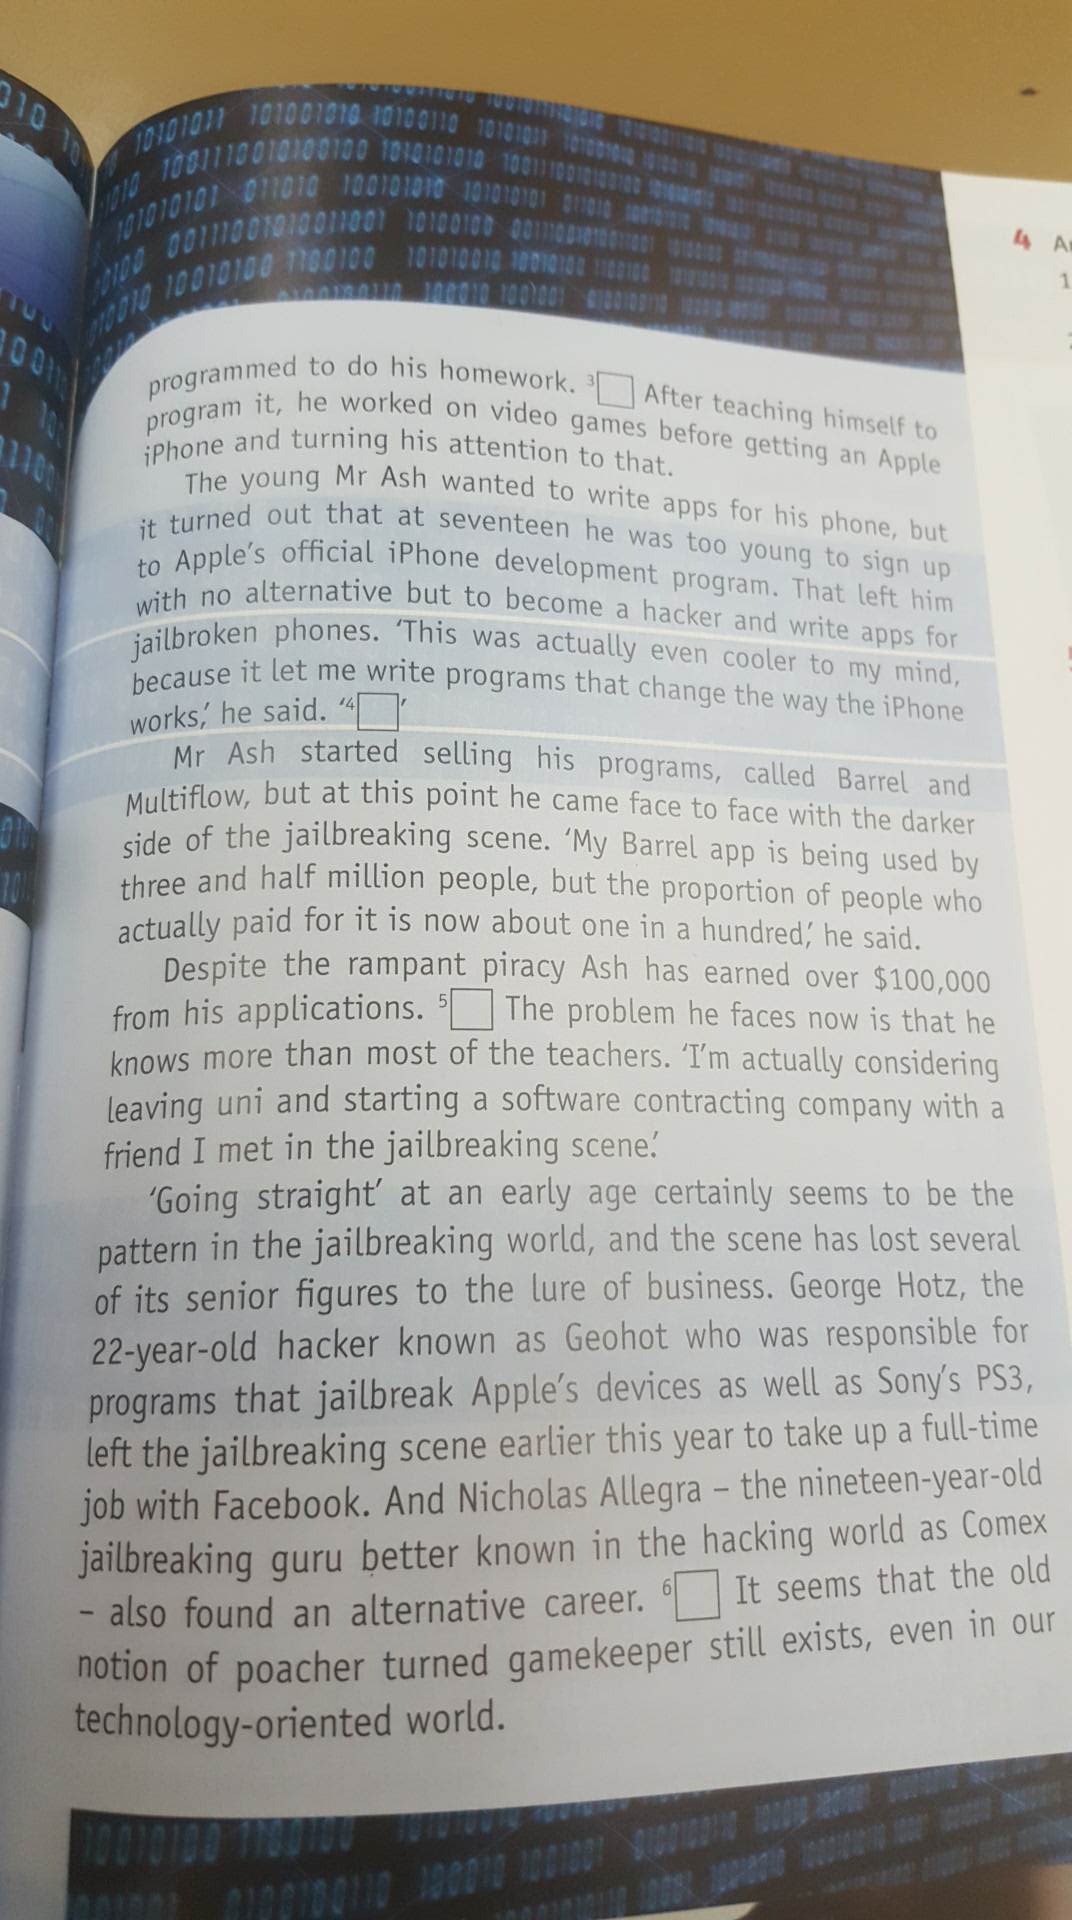 programmed to do his homework. ³□ After teaching himself to
program it, he worked on video games before getting an Apple
iPhone and turning his attention to that.
The young Mr Ash wanted to write apps for his phone, but
it turned out that at seventeen he was too young to sign up
to Apple's official iPhone development program. That left him
with no alternative but to become a hacker and write apps for
jailbroken phones. 'This was actually even cooler to my mind,
because it let me write programs that change the way the iPhone
works,' he said. '⁴□'
Mr Ash started selling his programs, called Barrel and
Multiflow, but at this point he came face to face with the darker
side of the jailbreaking scene. 'My Barrel app is being used by
three and half million people, but the proportion of people who
actually paid for it is now about one in a hundred,' he said.
Despite the rampant piracy Ash has earned over $100,000
from his applications. ⁵□ The problem he faces now is that he
knows more than most of the teachers. 'I'm actually considering
leaving uni and starting a software contracting company with a
friend I met in the jailbreaking scene.'
'Going straight' at an early age certainly seems to be the
pattern in the jailbreaking world, and the scene has lost several
of its senior figures to the lure of business. George Hotz, the
22-year-old hacker known as Geohot who was responsible for
programs that jailbreak Apple's devices as well as Sony's PS3,
left the jailbreaking scene earlier this year to take up a full-time
job with Facebook. And Nicholas Allegra – the nineteen-year-old
jailbreaking guru better known in the hacking world as Comex
– also found an alternative career. ⁶□ It seems that the old
notion of poacher turned gamekeeper still exists, even in our
technology-oriented world.
4
1